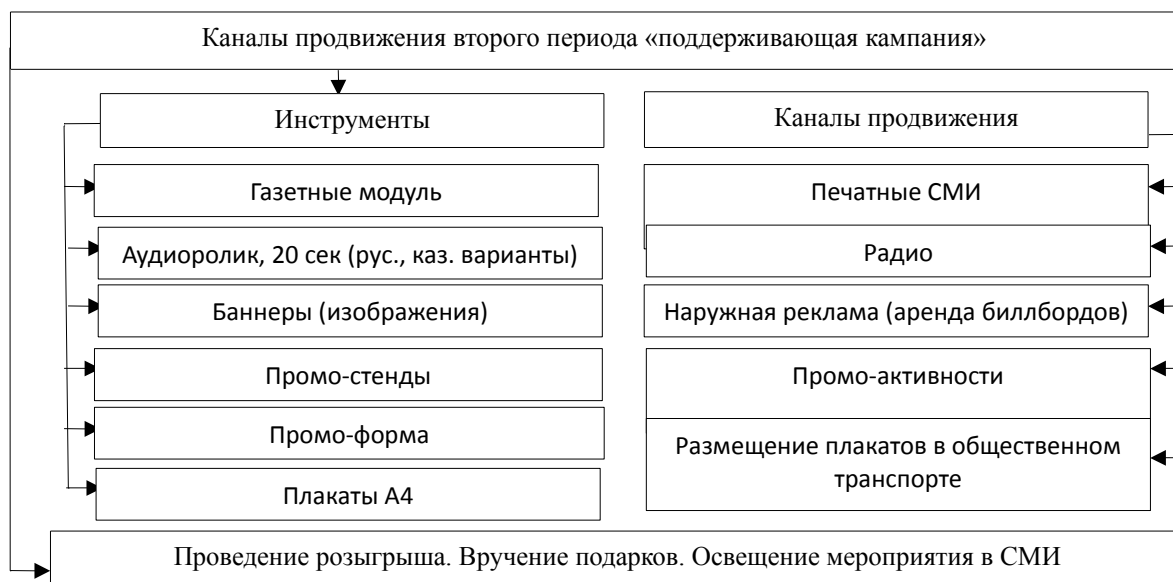 Каналы продвижения второго периода «поддерживающая кампания»
Инструменты
Газетные модуль
Аудиоролик, 20 сек (рус., каз. варианты)
Баннеры (изображения)
Промо-стенды
Промо-форма
Плакаты А4
Каналы продвижения
Печатные СМИ
Радио
Наружная реклама (аренда биллбордов)
Промо-активности
Размещение плакатов в общественном
транспорте
Проведение розыгрыша. Вручение подарков. Освещение мероприятия в СМИ